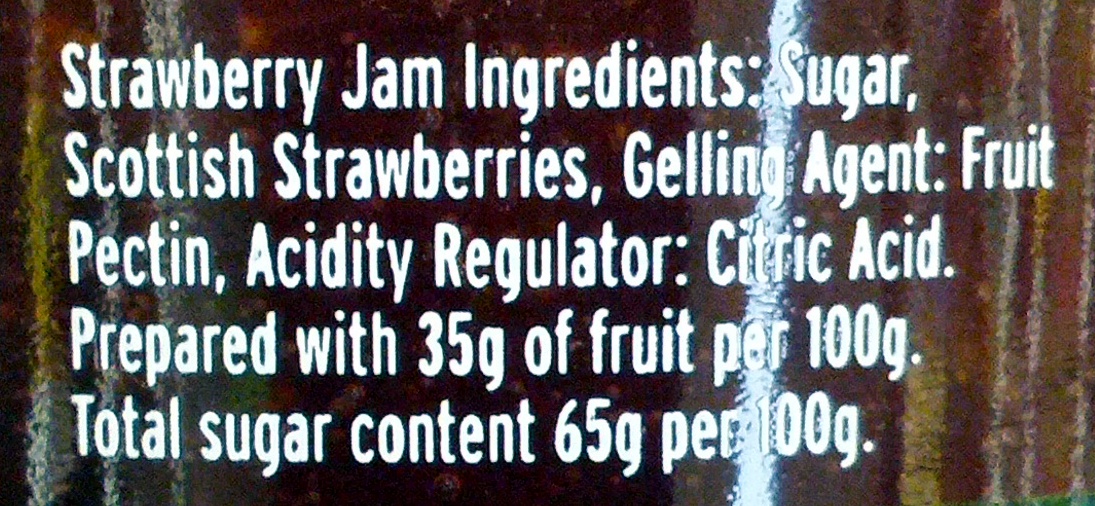 Strawberry Jam Ingredients: Sugar,
Scottish Strawberries, Gelling Agent: Fruit
Pectin, Acidity Regulator: Citric Acid.
Prepared with 35g of fruit per 100g.
Total sugar content 65g per 100g.